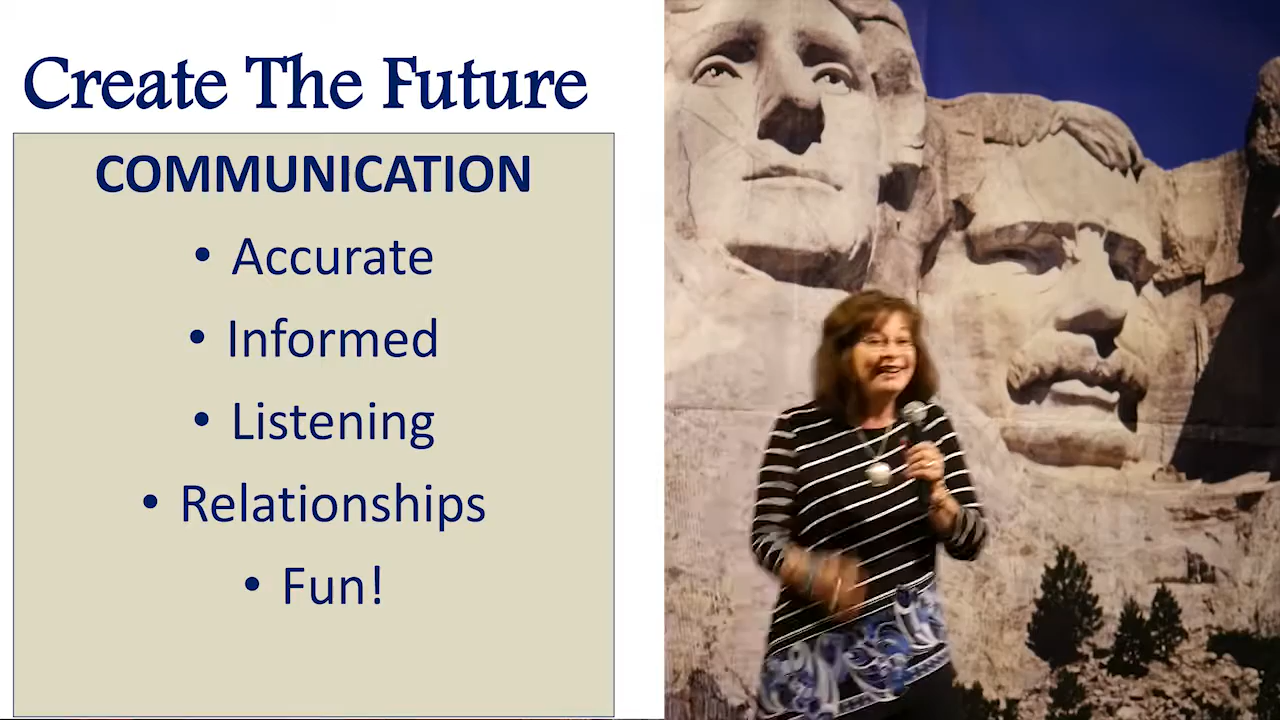 Create The Future
COMMUNICATION
• Accurate
• Informed
• Listening
• Relationships
• Fun!